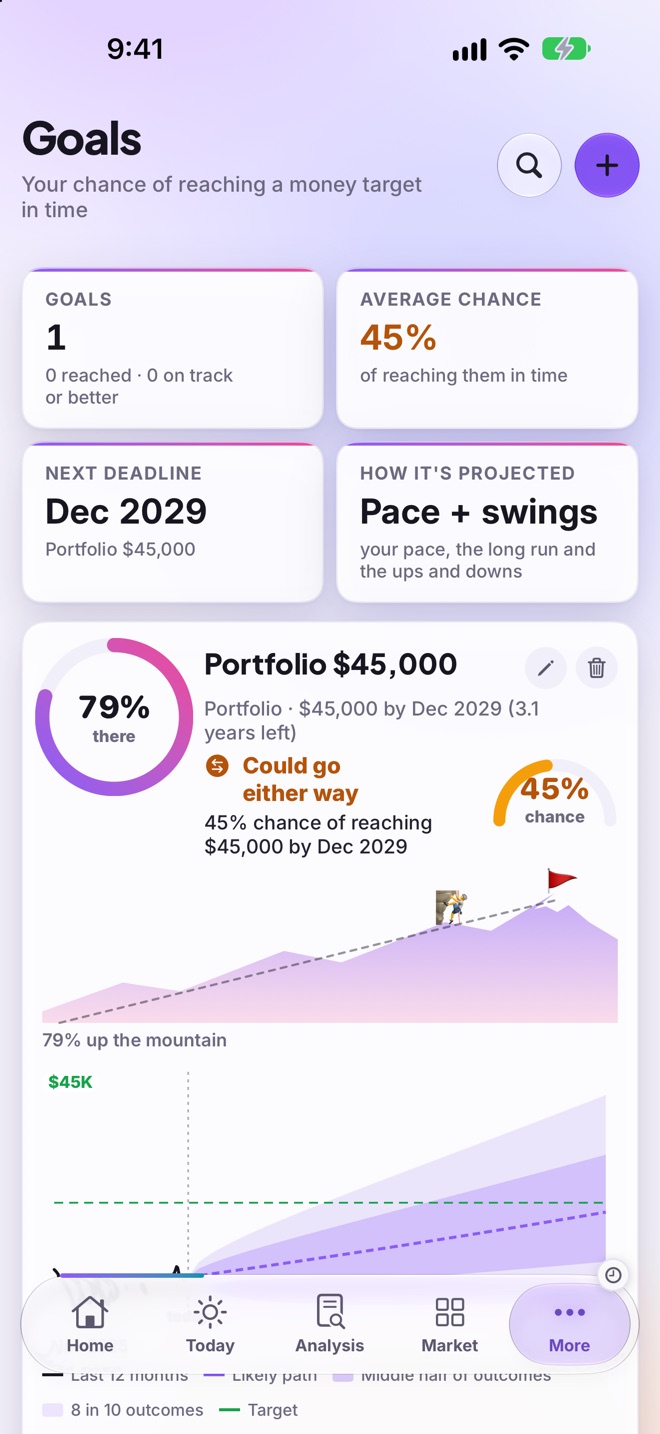 9:41
Goals
Your chance of reaching a money target
in time
GOALS
1
0 reached · 0 on track
or better
AVERAGE CHANCE
45%
of reaching them in time
NEXT DEADLINE
Dec 2029
Portfolio $45,000
HOW IT'S PROJECTED
Pace + swings
your pace, the long run and
the ups and downs
79%
there
Portfolio $45,000
Portfolio · $45,000 by Dec 2029 (3.1
years left)
Could go
either way
45% chance of reaching
$45,000 by Dec 2029
45%
chance
79% up the mountain
$45K
Home
Today
Analysis
Market
More
Last 12 months
Likely path
Middle half of outcomes
8 in 10 outcomes
Target